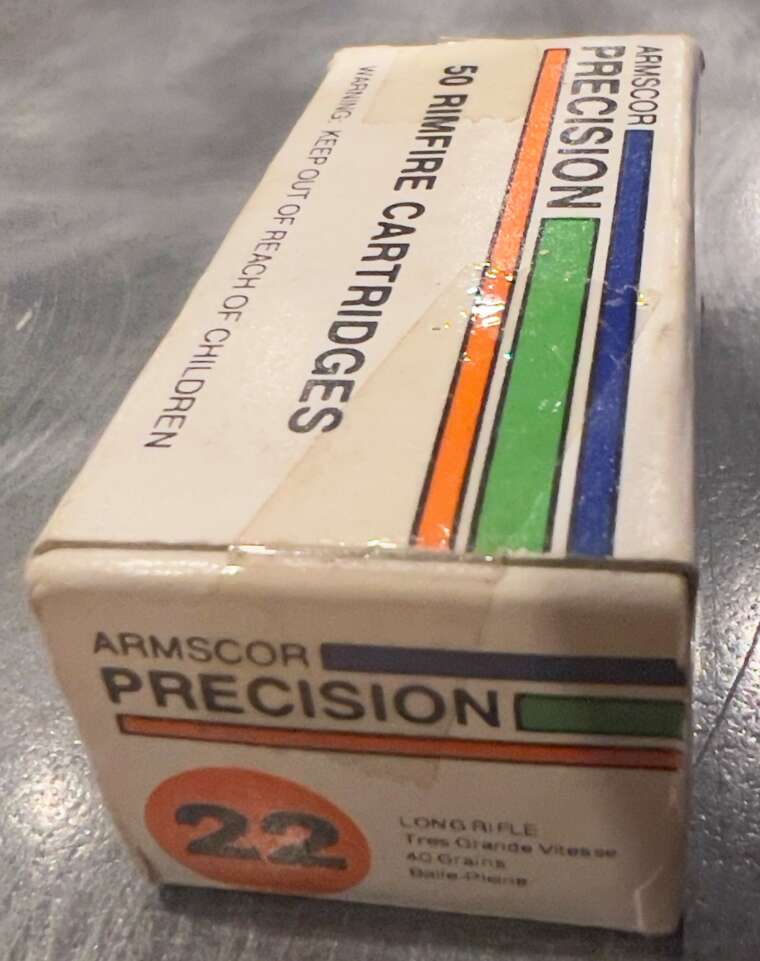 ARMSCOR
PRECISION
50 RIMFIRE CARTRIDGES
WARNING: KEEP OUT OF REACH OF CHILDREN
ARMSCOR
PRECISION
22
LONG RIFLE
Tres Grande Vitesse
40 Grains
Balle Pleine